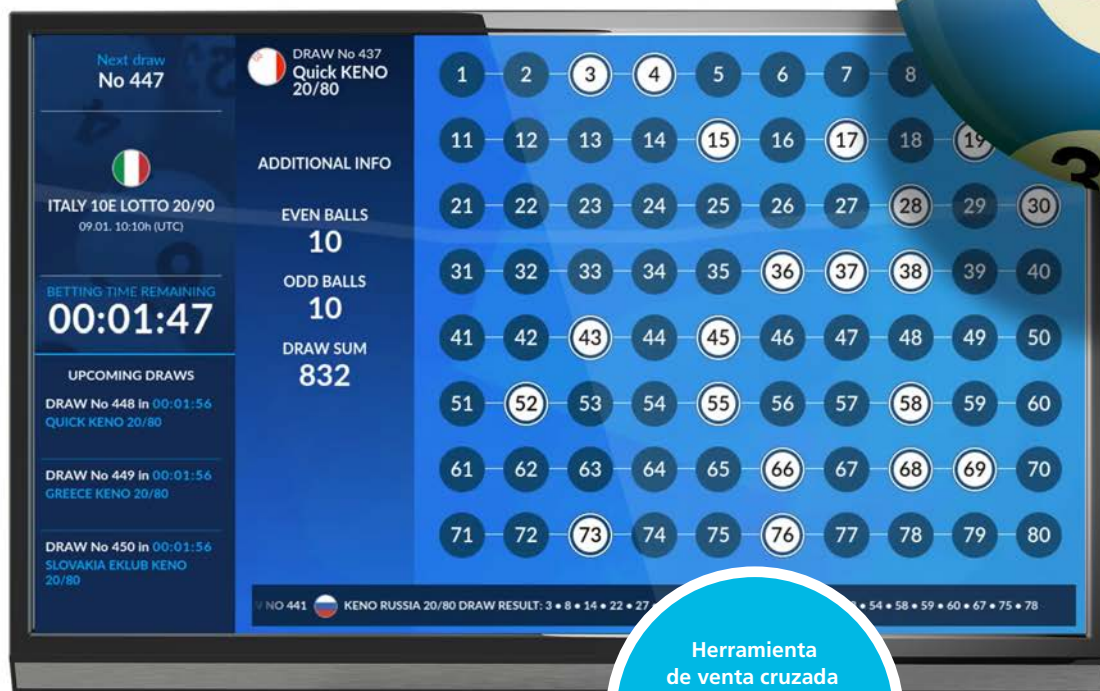 Next draw
No 447
ITALY 10E LOTTO 20/90
09.01. 10:10h (UTC)
BETTING TIME REMAINING
00:01:47
UPCOMING DRAWS
DRAW No 448 in 00:01:56
QUICK KENO 20/80
DRAW No 449 in 00:01:56
GREECE KENO 20/80
DRAW No 450 in 00:01:56
SLOVAKIA EKLUB KENO
20/80
DRAW No 437
Quick KENO
20/80
ADDITIONAL INFO
EVEN BALLS
10
ODD BALLS
10
DRAW SUM
832
1 2 3 4 5 6 7 8
11 12 13 14 15 16 17 18 19
21 22 23 24 25 26 27 28 29 30
31 32 33 34 35 36 37 38 39 40
41 42 43 44 45 46 47 48 49 50
51 52 53 54 55 56 57 58 59 60
61 62 63 64 65 66 67 68 69 70
71 72 73 74 75 76 77 78 79 80
3
NO 441 KENO RUSSIA 20/80 DRAW RESULT: 3 • 8 • 14 • 22 • 27 • 54 • 58 • 59 • 60 • 67 • 75 • 78
Herramienta
de venta cruzada